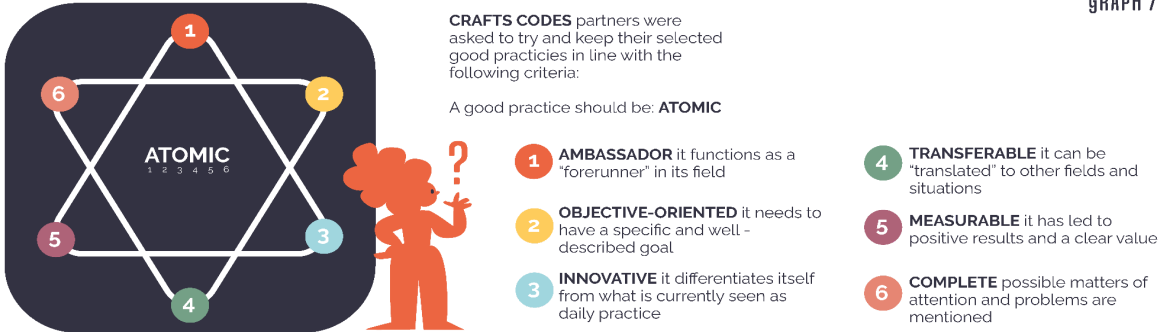 GRAPH 7
CRAFTS CODES partners were
asked to try and keep their selected
good practicies in line with the
following criteria:
A good practice should be: ATOMIC
1
6
2
ATOMIC
1 2 3 4 5 6
5
3
4
?
1 AMBASSADOR it functions as a
"forerunner" in its field
2 OBJECTIVE-ORIENTED it needs to
have a specific and well -
described goal
3 INNOVATIVE it differentiates itself
from what is currently seen as
daily practice
4 TRANSFERABLE it can be
"translated" to other fields and
situations
5 MEASURABLE it has led to
positive results and a clear value
6 COMPLETE possible matters of
attention and problems are
mentioned